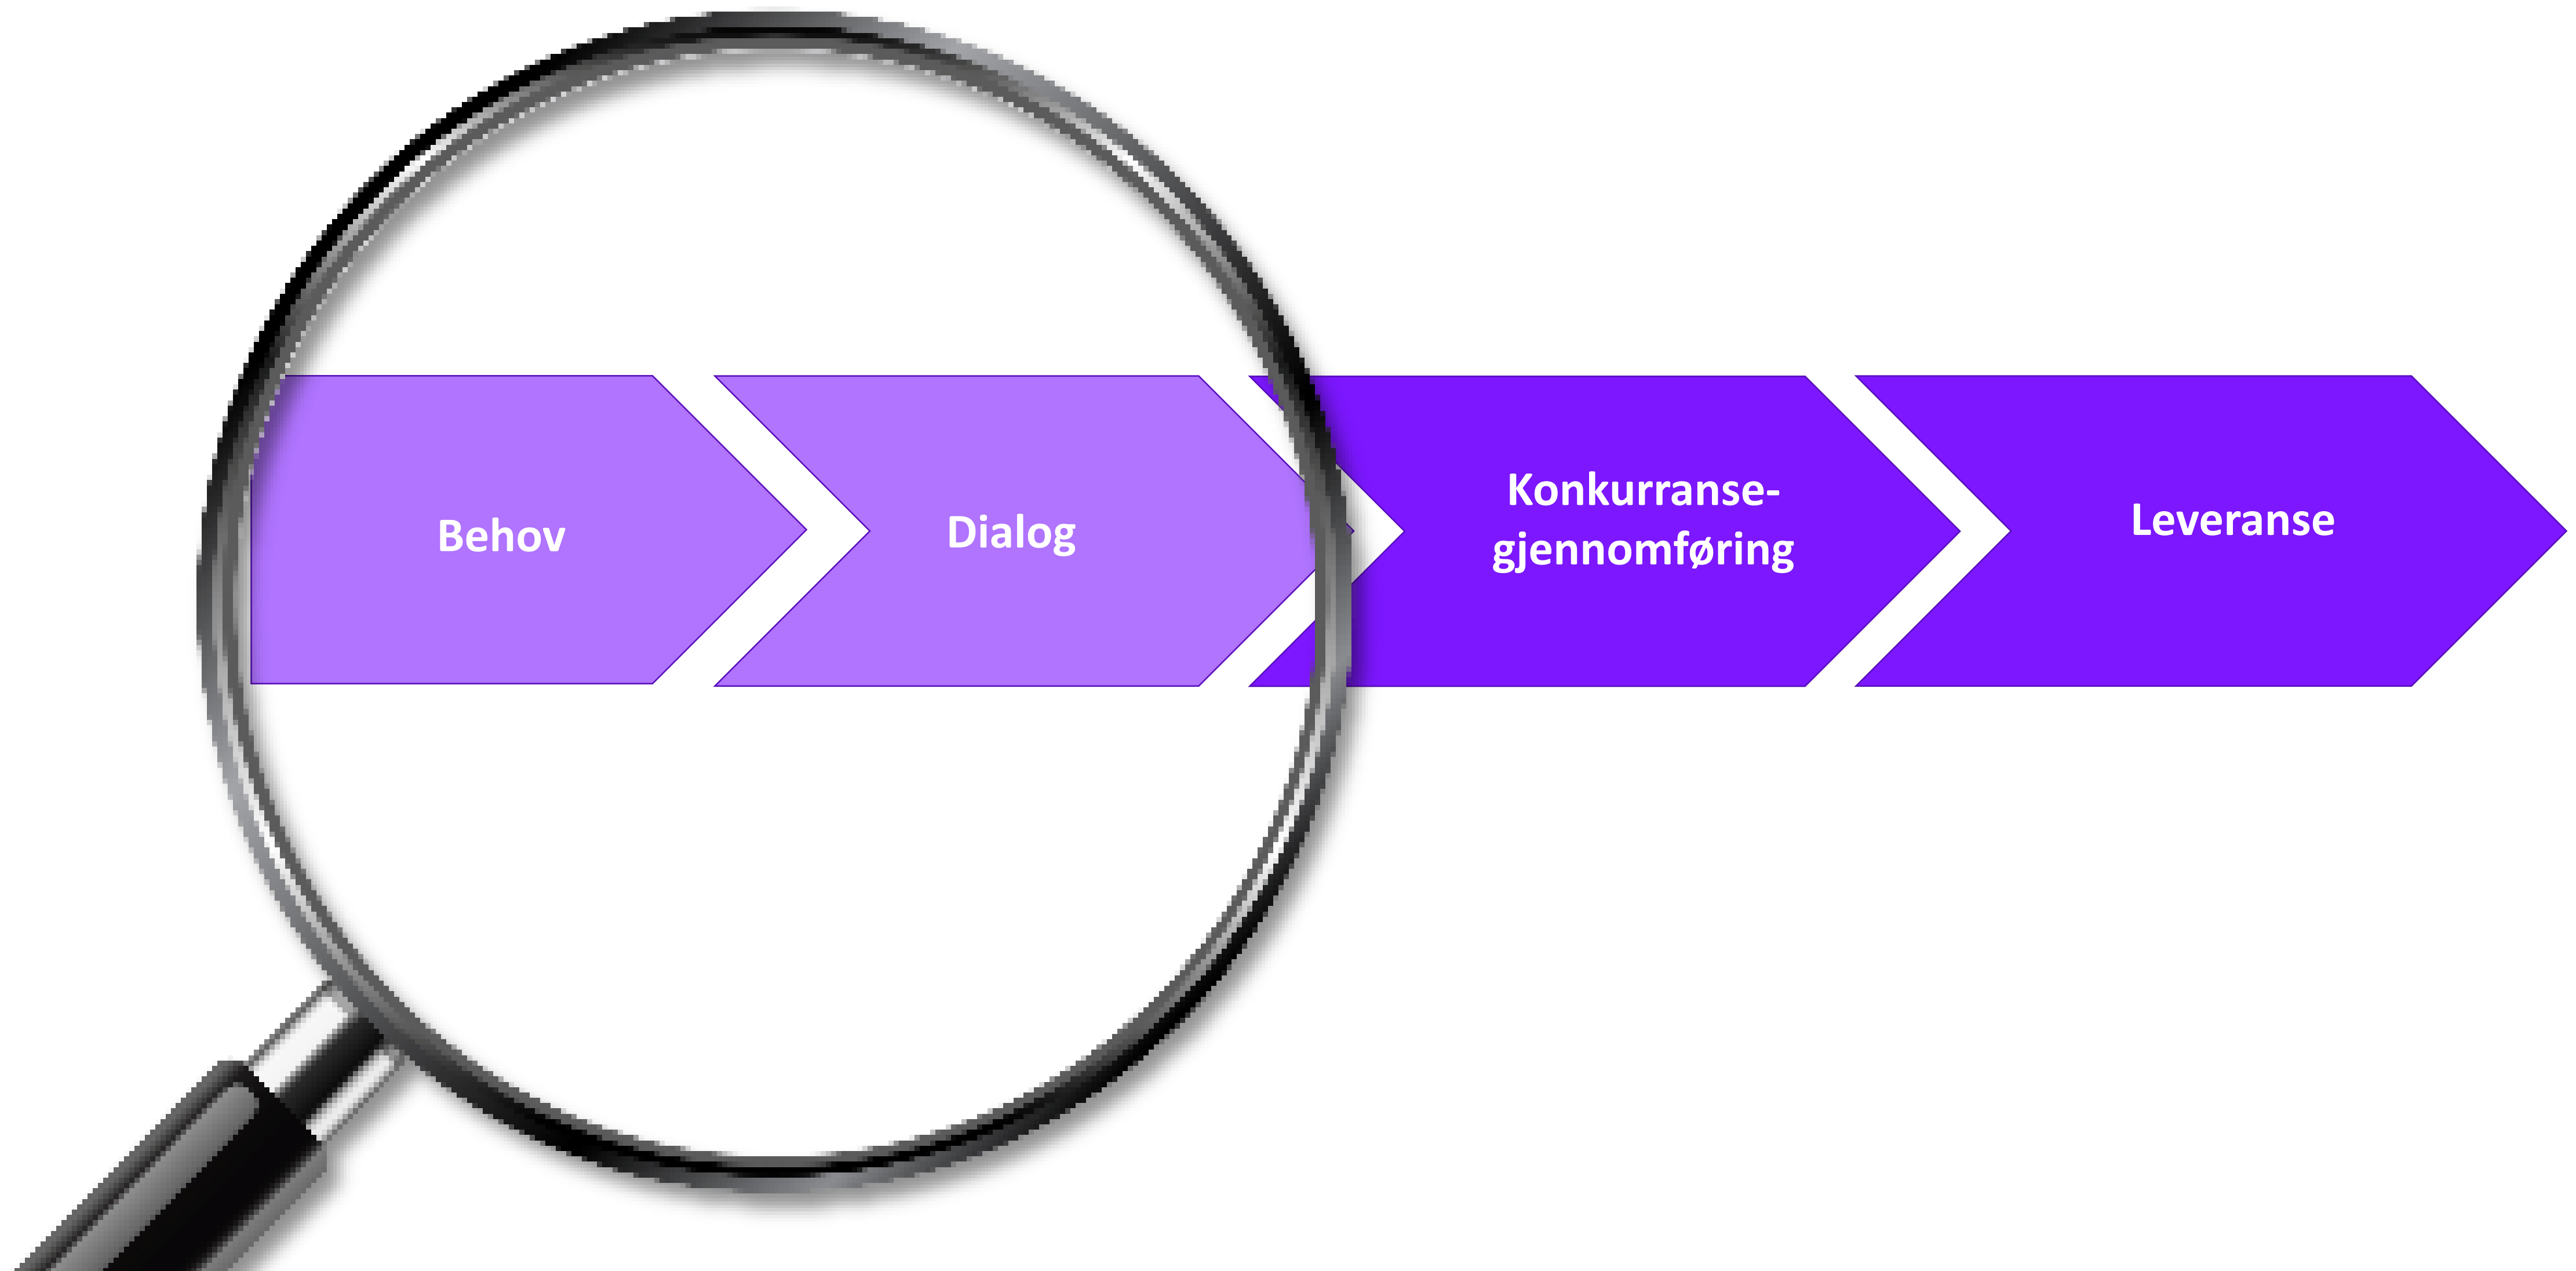 Behov
Dialog
Konkurranse-
gjennomføring
Leveranse